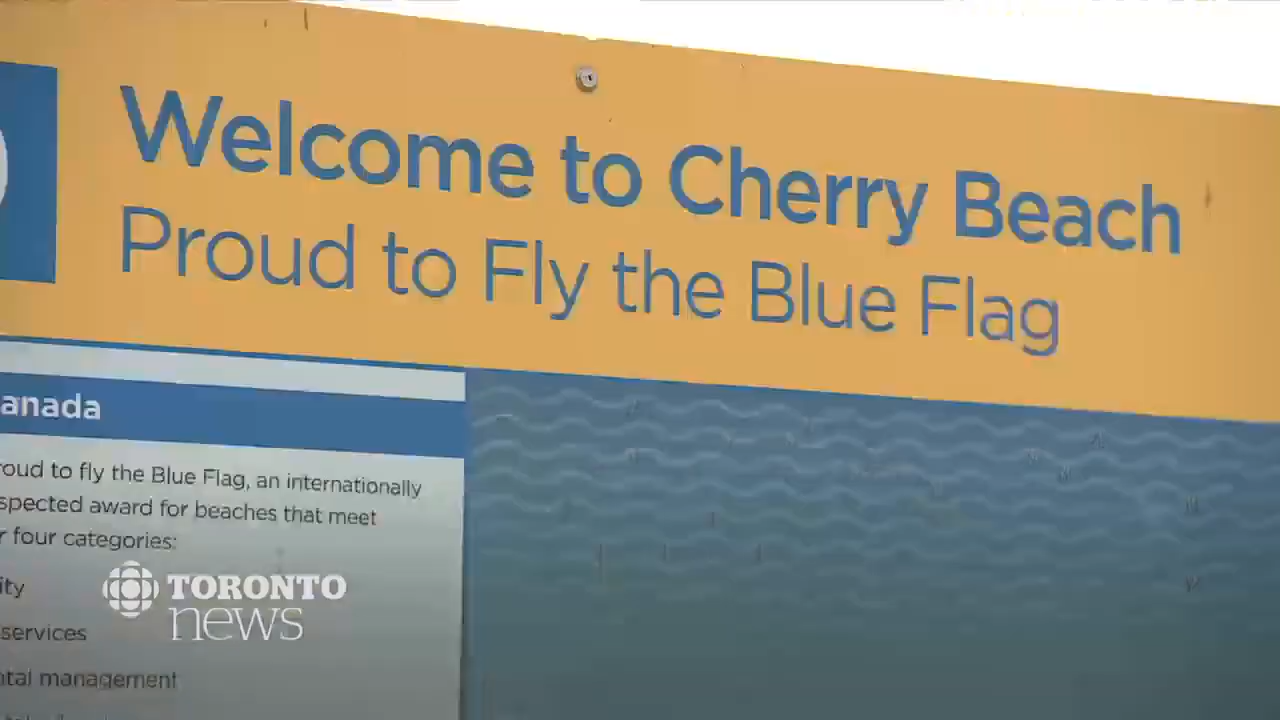 Welcome to Cherry Beach
Proud to Fly the Blue Flag
anada
roud to fly the Blue Flag, an internationally
spected award for beaches that meet
r four categories:
ity
services
ntal management
TORONTO
news